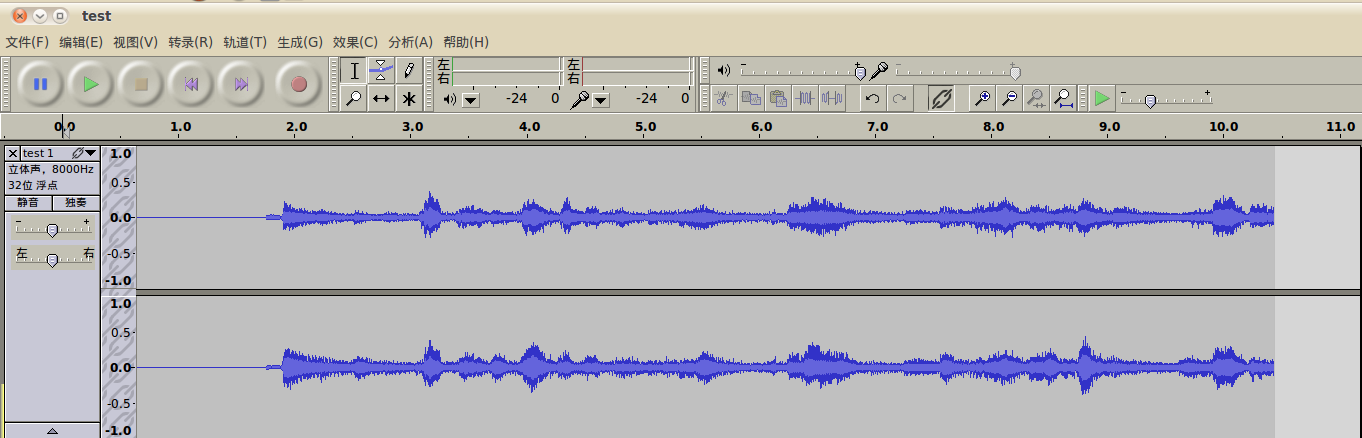 test
文件(F) 编辑(E) 视图(V) 转录(R) 轨道(T) 生成(G) 效果(C) 分析(A) 帮助(H)
左 左
右 右
-24 0 -24 0
0.0 1.0 2.0 3.0 4.0 5.0 6.0 7.0 8.0 9.0 10.0 11.0
test 1
立体声，8000Hz
32位 浮点
静音 独奏
- +
左 右
1.0
0.5
0.0
-0.5
-1.0
1.0
0.5
0.0
-0.5
-1.0